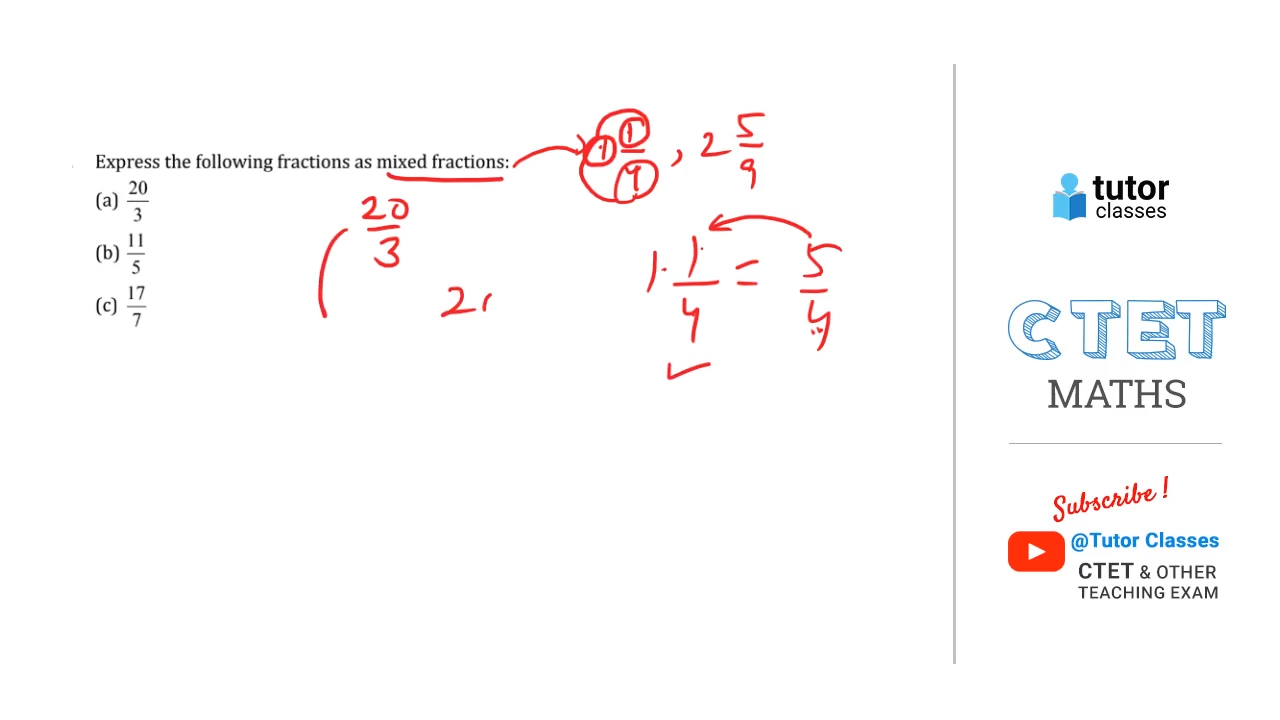 Express the following fractions as mixed fractions:
(a) 20/3
(b) 11/5
(c) 17/7
1 1/4 , 2 5/9
20/3
1 1/4 = 5/4
tutor
classes
CTET
MATHS
Subscribe !
@Tutor Classes
CTET & OTHER
TEACHING EXAM